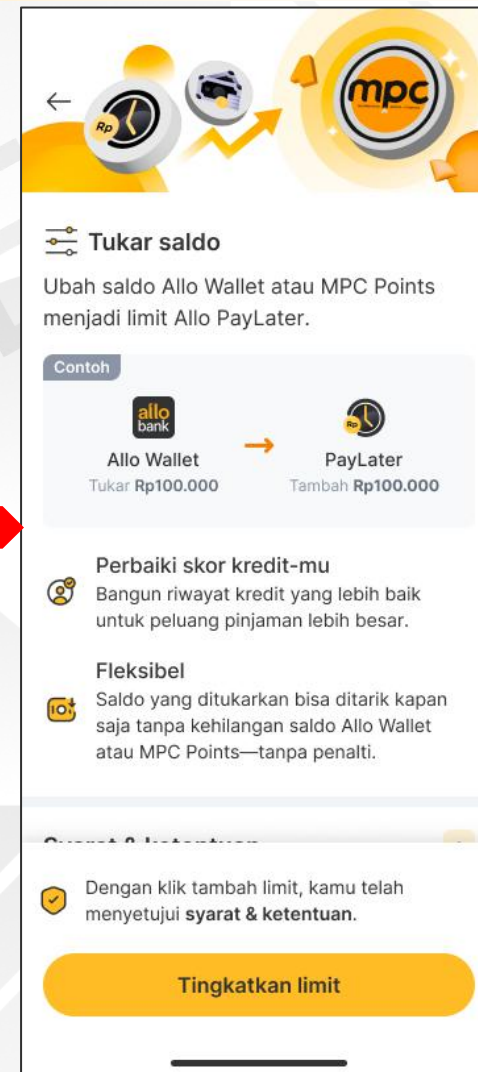 Rp
mpc
Tukar saldo
Ubah saldo Allo Wallet atau MPC Points
menjadi limit Allo PayLater.
Contoh
allo
bank
Rp
Allo Wallet
PayLater
Tukar Rp100.000
Tambah Rp100.000
Perbaiki skor kredit-mu
Bangun riwayat kredit yang lebih baik
untuk peluang pinjaman lebih besar.
Fleksibel
Saldo yang ditukarkan bisa ditarik kapan
saja tanpa kehilangan saldo Allo Wallet
atau MPC Points—tanpa penalti.
Syarat & ketentuan
Dengan klik tambah limit, kamu telah
menyetujui syarat & ketentuan.
Tingkatkan limit